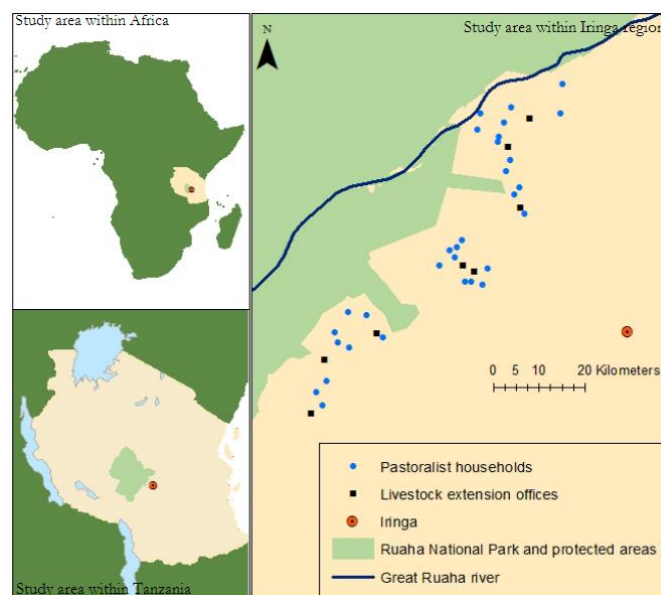 Study area within Africa
Study area within Iringa region
N
0 5 10 20 Kilometers
Pastoralist households
Livestock extension offices
Iringa
Ruaha National Park and protected areas
Great Ruaha river
Study area within Tanzania